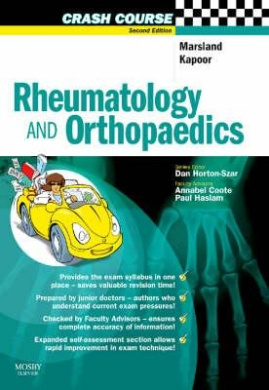 CRASH COURSE
Second Edition
Marsland
Kapoor
Rheumatology
AND Orthopaedics
Series Editor
Dan Horton-Szar
Faculty Advisors
Annabel Coote
Paul Haslam
Provides the exam syllabus in one
place – saves valuable revision time!
Prepared by junior doctors – authors who
understand current exam pressures!
Checked by Faculty Advisors – ensures
complete accuracy of information!
Expanded self-assessment section allows
rapid improvement in exam technique!
MOSBY
ELSEVIER